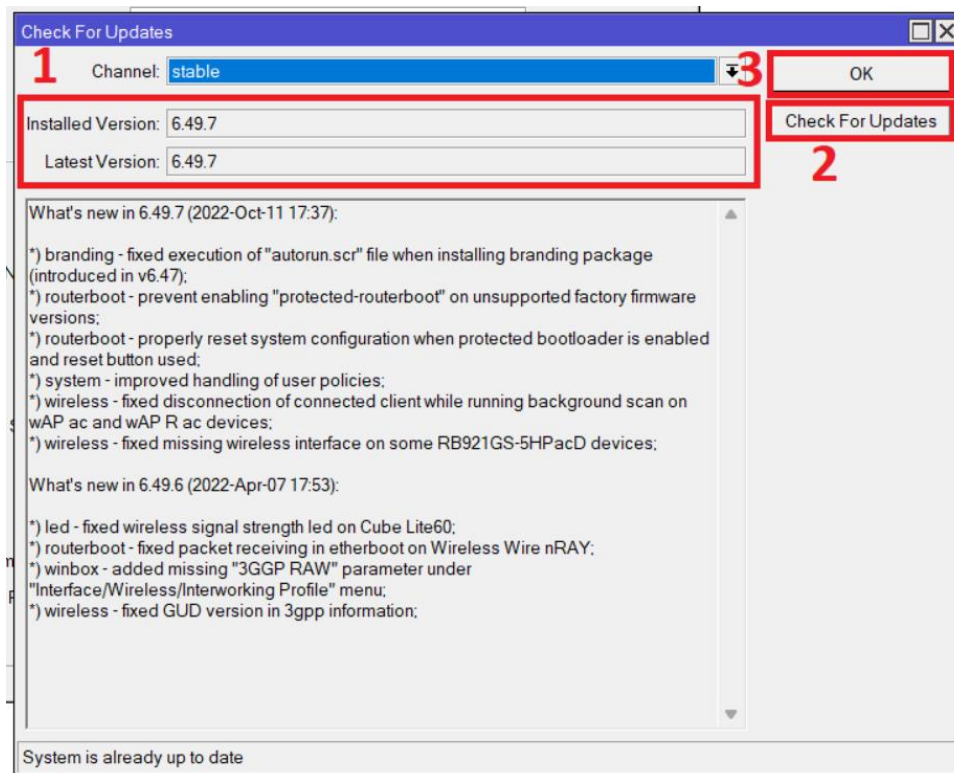 Check For Updates
1
Channel: stable
3
OK
Installed Version: 6.49.7
Check For Updates
Latest Version: 6.49.7
2
What's new in 6.49.7 (2022-Oct-11 17:37):
*) branding - fixed execution of "autorun.scr" file when installing branding package
(introduced in v6.47);
*) routerboot - prevent enabling "protected-routerboot" on unsupported factory firmware
versions;
*) routerboot - properly reset system configuration when protected bootloader is enabled
and reset button used;
*) system - improved handling of user policies;
*) wireless - fixed disconnection of connected client while running background scan on
wAP ac and wAP R ac devices;
*) wireless - fixed missing wireless interface on some RB921GS-5HPacD devices;
What's new in 6.49.6 (2022-Apr-07 17:53):
*) led - fixed wireless signal strength led on Cube Lite60;
*) routerboot - fixed packet receiving in etherboot on Wireless Wire nRAY;
*) winbox - added missing "3GGP RAW" parameter under
"Interface/Wireless/Interworking Profile" menu;
*) wireless - fixed GUD version in 3gpp information;
System is already up to date